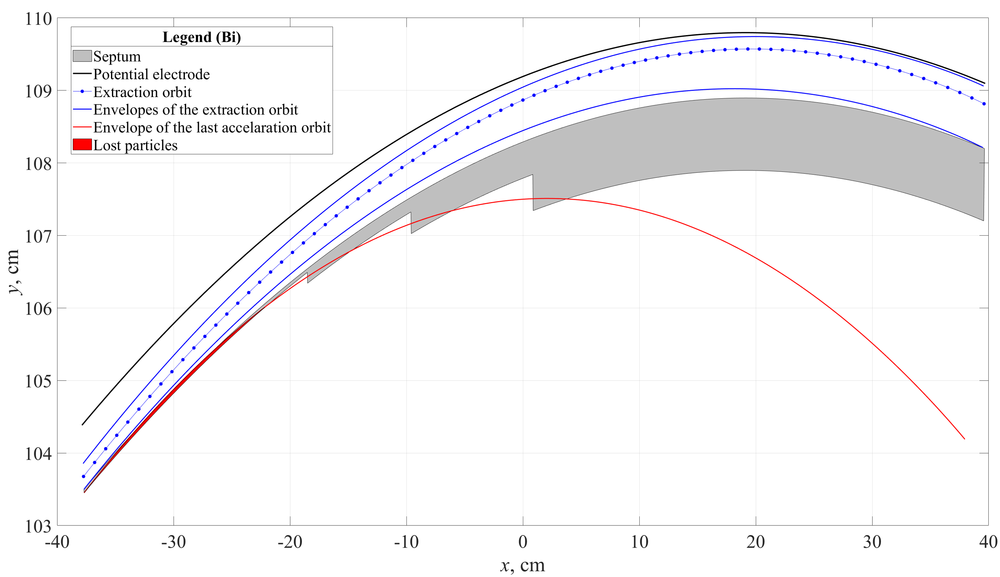 110
109
108
107
106
105
104
103
Legend (Bi)
Septum
Potential electrode
Extraction orbit
Envelopes of the extraction orbit
Envelope of the last accelaration orbit
Lost particles
y, cm
-40 -30 -20 -10 0 10 20 30 40
x, cm